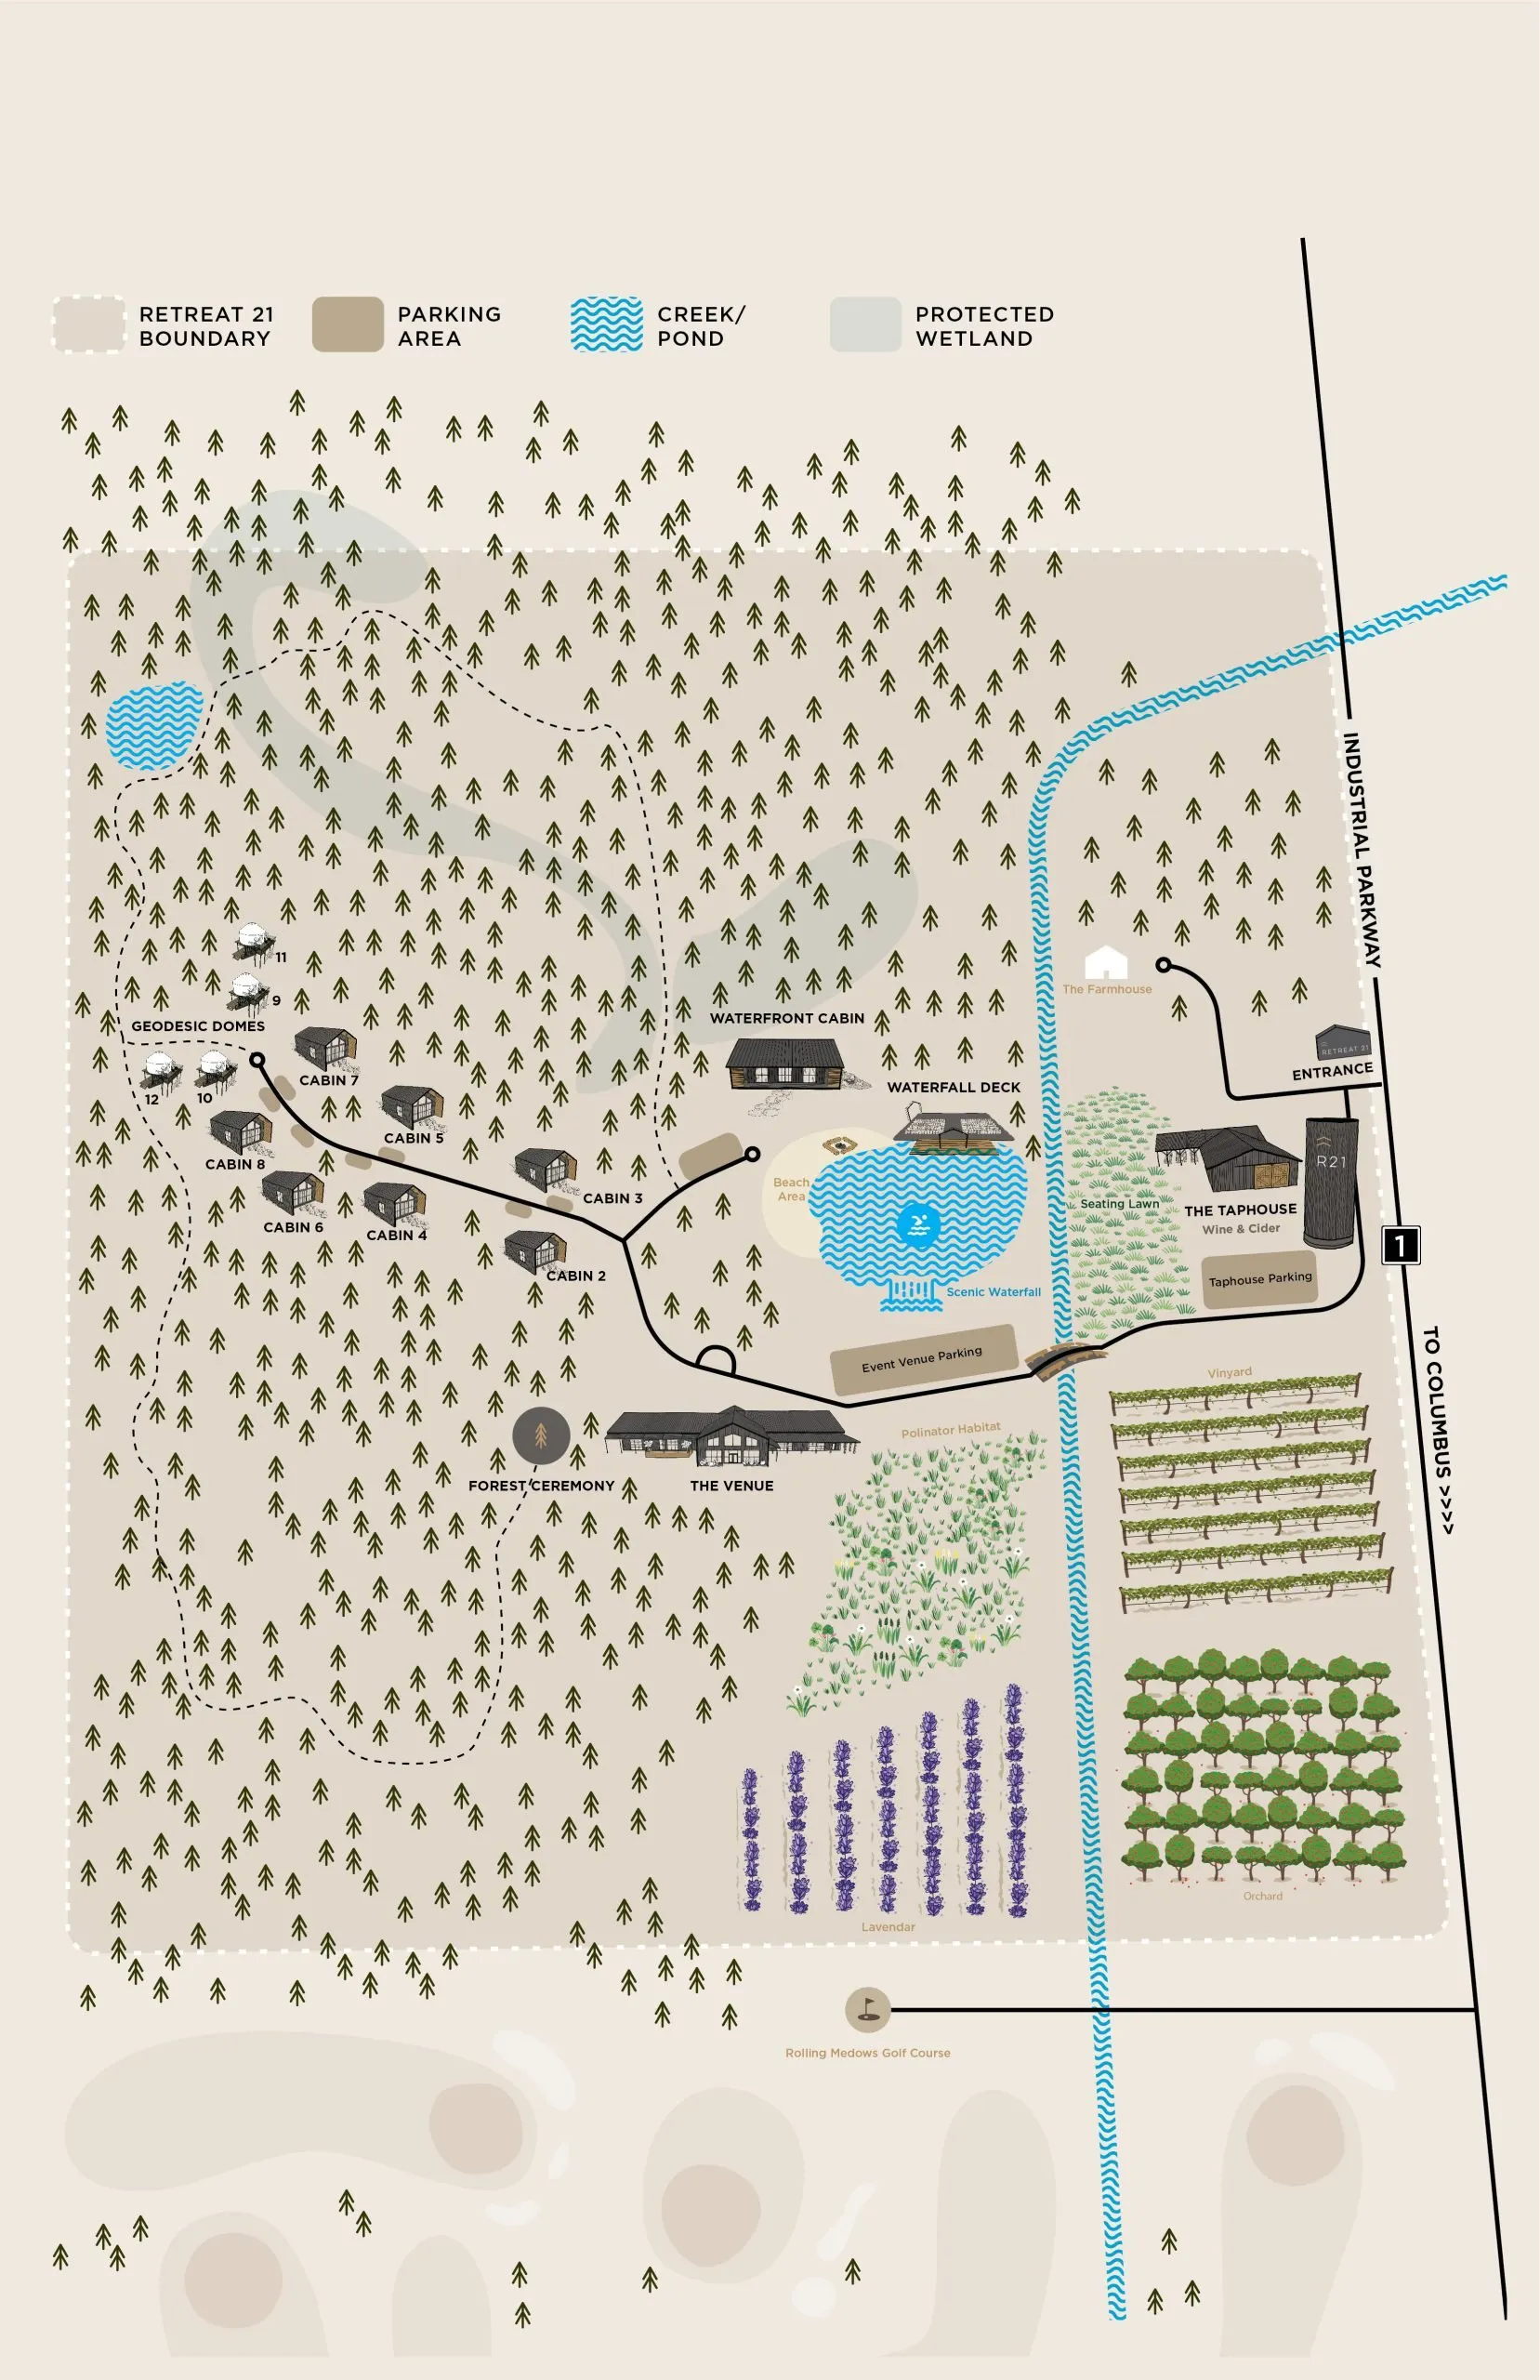 RETREAT 21
BOUNDARY
PARKING
AREA
CREEK/
POND
PROTECTED
WETLAND
INDUSTRIAL PARKWAY
11
9
GEODESIC DOMES
12
10
CABIN 7
CABIN 5
CABIN 8
CABIN 6
CABIN 4
CABIN 3
CABIN 2
WATERFRONT CABIN
WATERFALL DECK
Beach
Area
Scenic Waterfall
The Farmhouse
RETREAT 21
ENTRANCE
R21
Seating Lawn
THE TAPHOUSE
Wine & Cider
Taphouse Parking
1
TO COLUMBUS >>>>
Event Venue Parking
Vinyard
Polinator Habitat
FOREST CEREMONY
THE VENUE
Orchard
Lavendar
Rolling Medows Golf Course